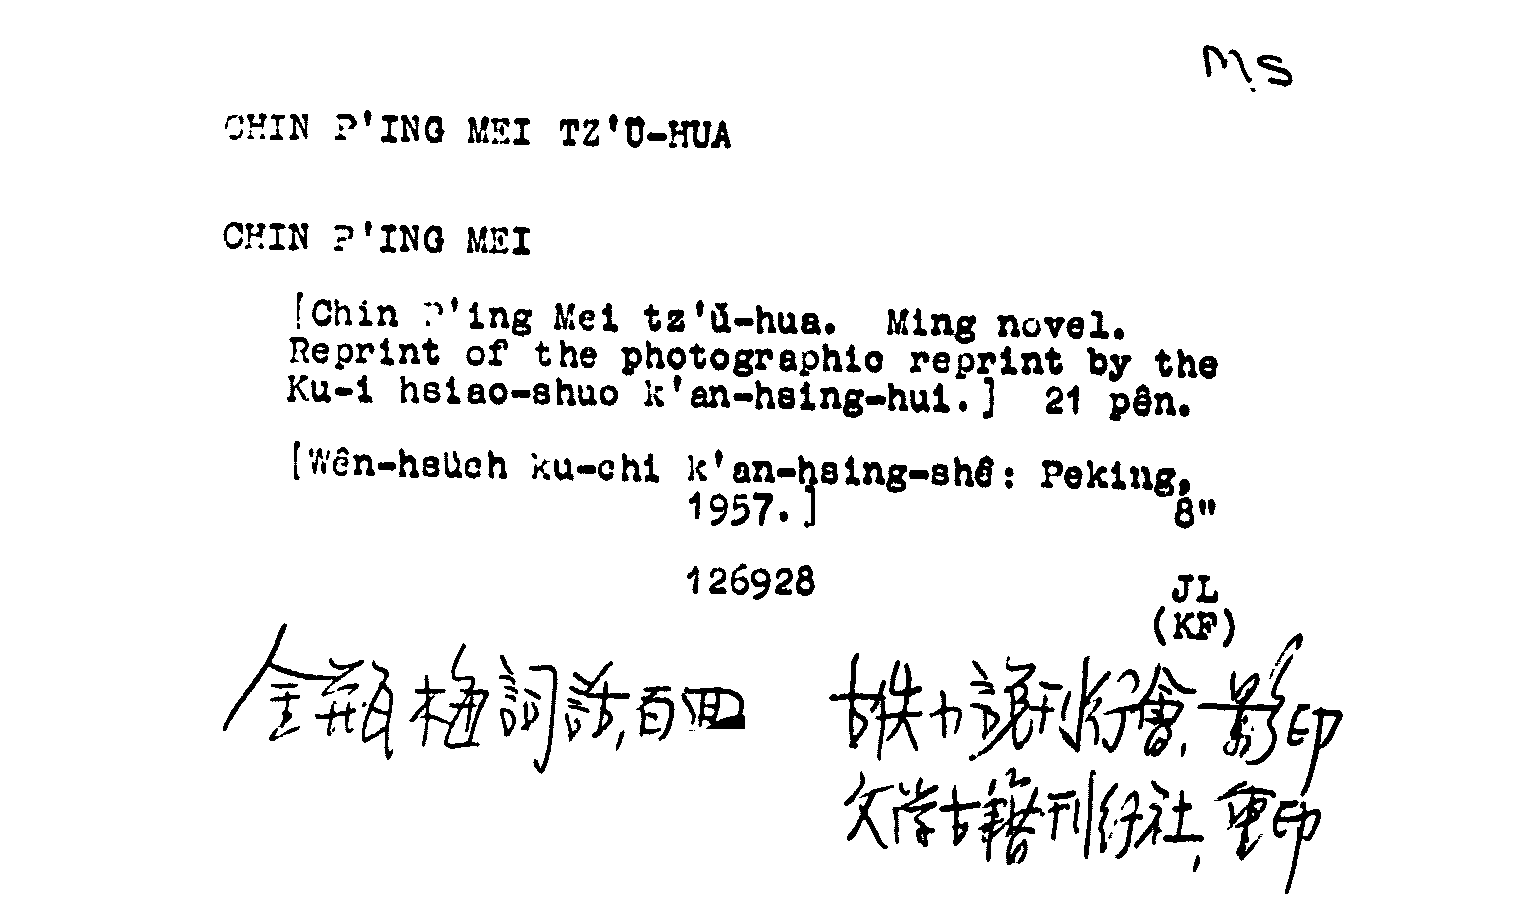 MS
CHIN P'ING MEI TZ'Ŭ-HUA
CHIN P'ING MEI
[Chin P'ing Mei tz'ŭ-hua. Ming novel.
Reprint of the photographic reprint by the
Ku-i hsiao-shuo k'an-hsing-hui.] 21 pên.
[Wên-hsüeh ku-chi k'an-hsing-shê: Peking,
1957.] 8"
126928
JL
(KF)
金瓶梅詞話,百回
古佚小說刊行會,影印
文学古籍刊行社,重印